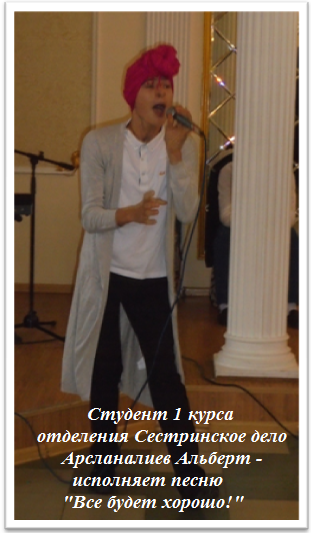 Студент 1 курса
отделения Сестринское дело
Арсланалиев Альберт -
исполняет песню
"Все будет хорошо!"